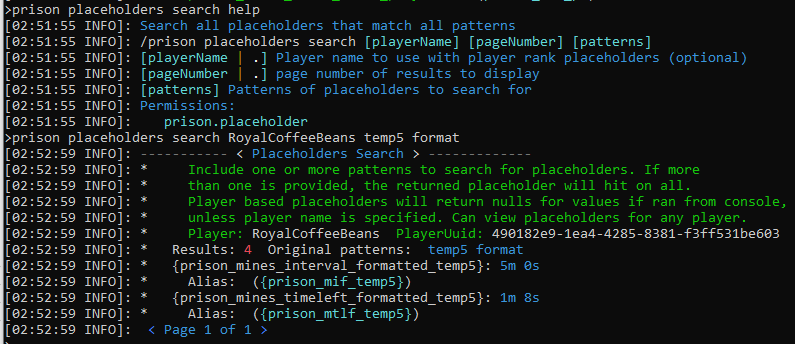 >prison placeholders search help
[02:51:55 INFO]: Search all placeholders that match all patterns
[02:51:55 INFO]: /prison placeholders search [playerName] [pageNumber] [patterns]
[02:51:55 INFO]: [playerName | .] Player name to use with player rank placeholders (optional)
[02:51:55 INFO]: [pageNumber | .] page number of results to display
[02:51:55 INFO]: [patterns] Patterns of placeholders to search for
[02:51:55 INFO]: Permissions:
[02:51:55 INFO]:    prison.placeholder
>prison placeholders search RoyalCoffeeBeans temp5 format
[02:52:59 INFO]: ----------- < Placeholders Search > -------------
[02:52:59 INFO]: *     Include one or more patterns to search for placeholders. If more
[02:52:59 INFO]: *     than one is provided, the returned placeholder will hit on all.
[02:52:59 INFO]: *     Player based placeholders will return nulls for values if ran from console,
[02:52:59 INFO]: *     unless player name is specified. Can view placeholders for any player.
[02:52:59 INFO]: *     Player: RoyalCoffeeBeans  PlayerUuid: 490182e9-1ea4-4285-8381-f3ff531be603
[02:52:59 INFO]: *   Results: 4  Original patterns:  temp5 format
[02:52:59 INFO]: *   {prison_mines_interval_formatted_temp5}: 5m 0s
[02:52:59 INFO]: *     Alias:  ({prison_mif_temp5})
[02:52:59 INFO]: *   {prison_mines_timeleft_formatted_temp5}: 1m 8s
[02:52:59 INFO]: *     Alias:  ({prison_mtlf_temp5})
[02:52:59 INFO]:  < Page 1 of 1 >